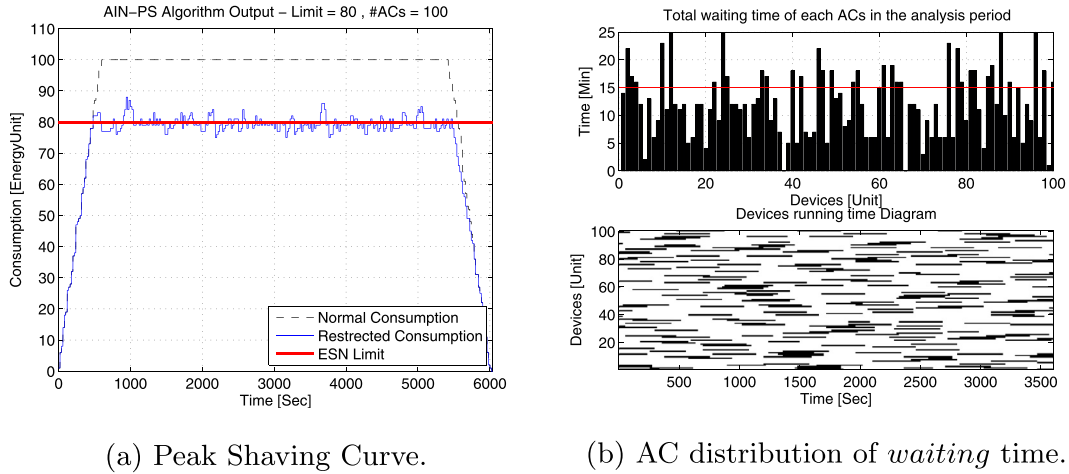 AIN-PS Algorithm Output - Limit = 80 , #ACs = 100
110
100
90
80
70
60
50
40
30
20
10
0
Consumption [EnergyUnit]
Normal Consumption
Restrected Consumption
ESN Limit
0 1000 2000 3000 4000 5000 6000
Time [Sec]
(a) Peak Shaving Curve.
Total waiting time of each ACs in the analysis period
25
20
15
10
5
0
Time [Min]
0 20 40 60 80 100
Devices [Unit]
Devices running time Diagram
100
80
60
40
20
Devices [Unit]
500 1000 1500 2000 2500 3000 3500
Time [Sec]
(b) AC distribution of waiting time.